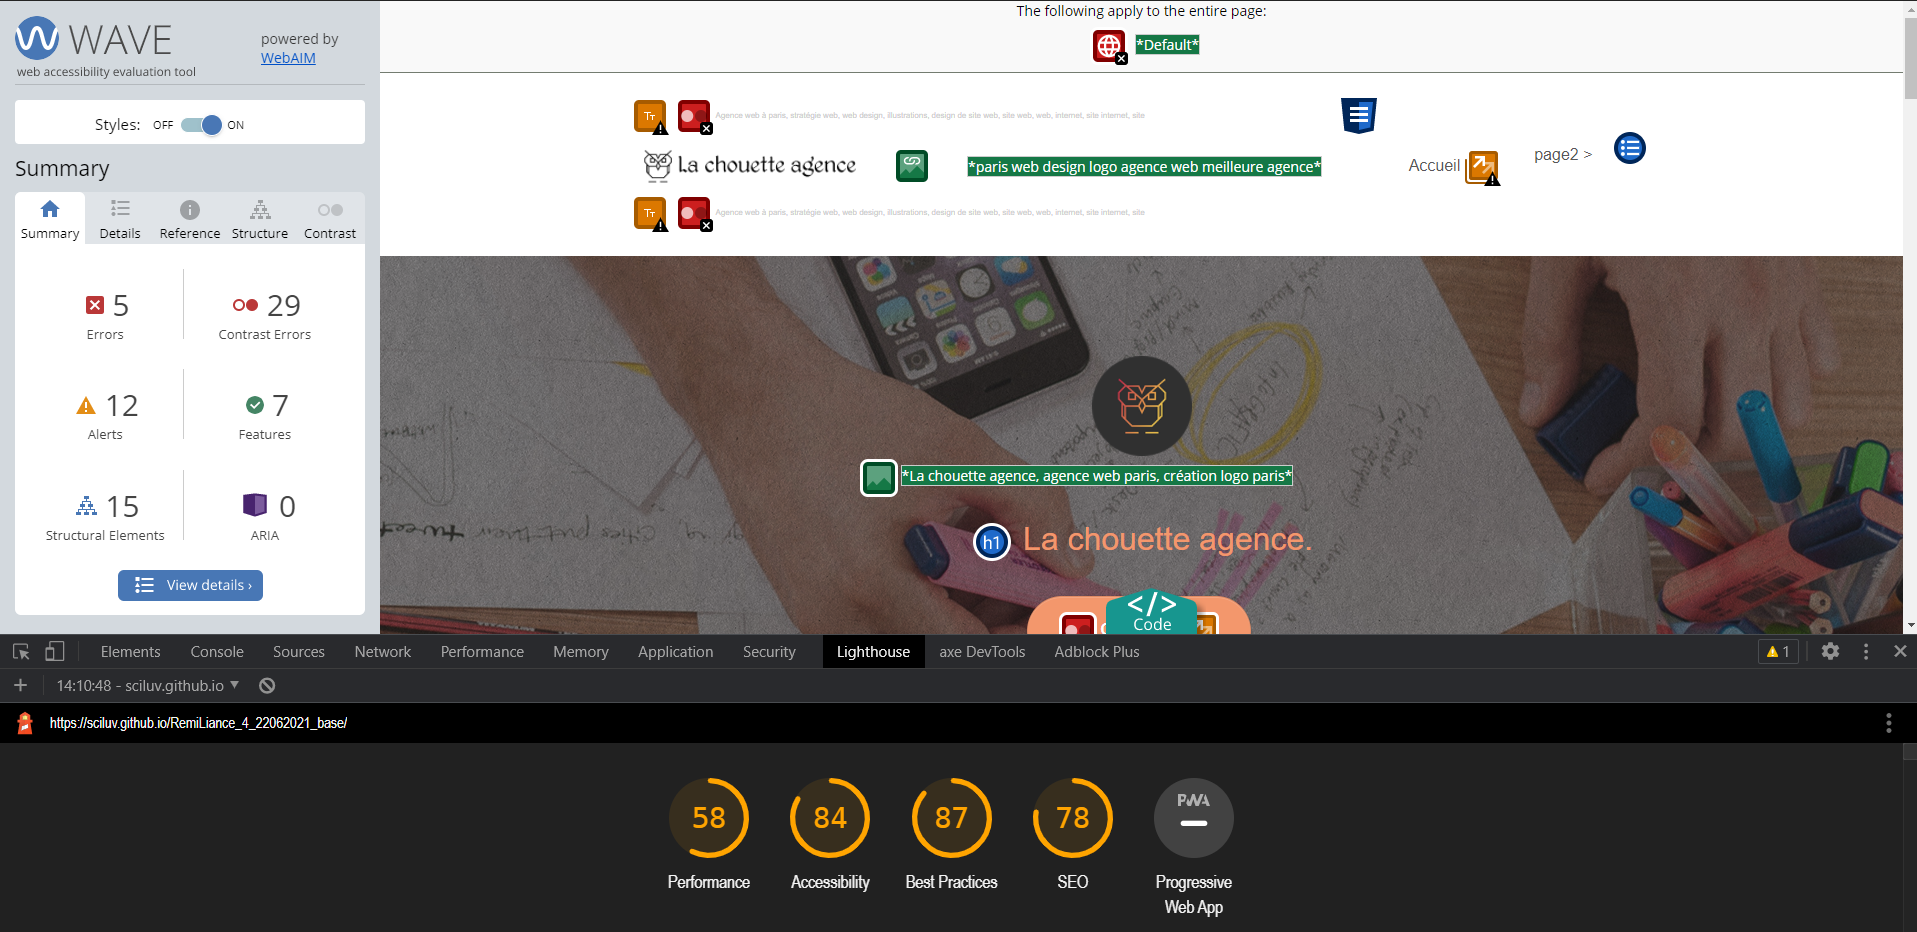 WAVE
web accessibility evaluation tool
powered by
WebAIM
Styles: OFF ON
Summary
Summary Details Reference Structure Contrast
5
Errors
29
Contrast Errors
12
Alerts
7
Features
15
Structural Elements
0
ARIA
View details ›
The following apply to the entire page:
*Default*
Agence web à paris, stratégie web, web design, illustrations, design de site web, site web, web, internet, site internet, site
La chouette agence
*paris web design logo agence web meilleure agence*
Accueil
page2 >
Agence web à paris, stratégie web, web design, illustrations, design de site web, site web, web, internet, site internet, site
*La chouette agence, agence web paris, création logo paris*
h1 La chouette agence.
</>
Code
Elements Console Sources Network Performance Memory Application Security Lighthouse axe DevTools Adblock Plus 1
14:10:48 - sciluv.github.io
https://sciluv.github.io/RemiLiance_4_22062021_base/
58
Performance
84
Accessibility
87
Best Practices
78
SEO
PWA
Progressive
Web App